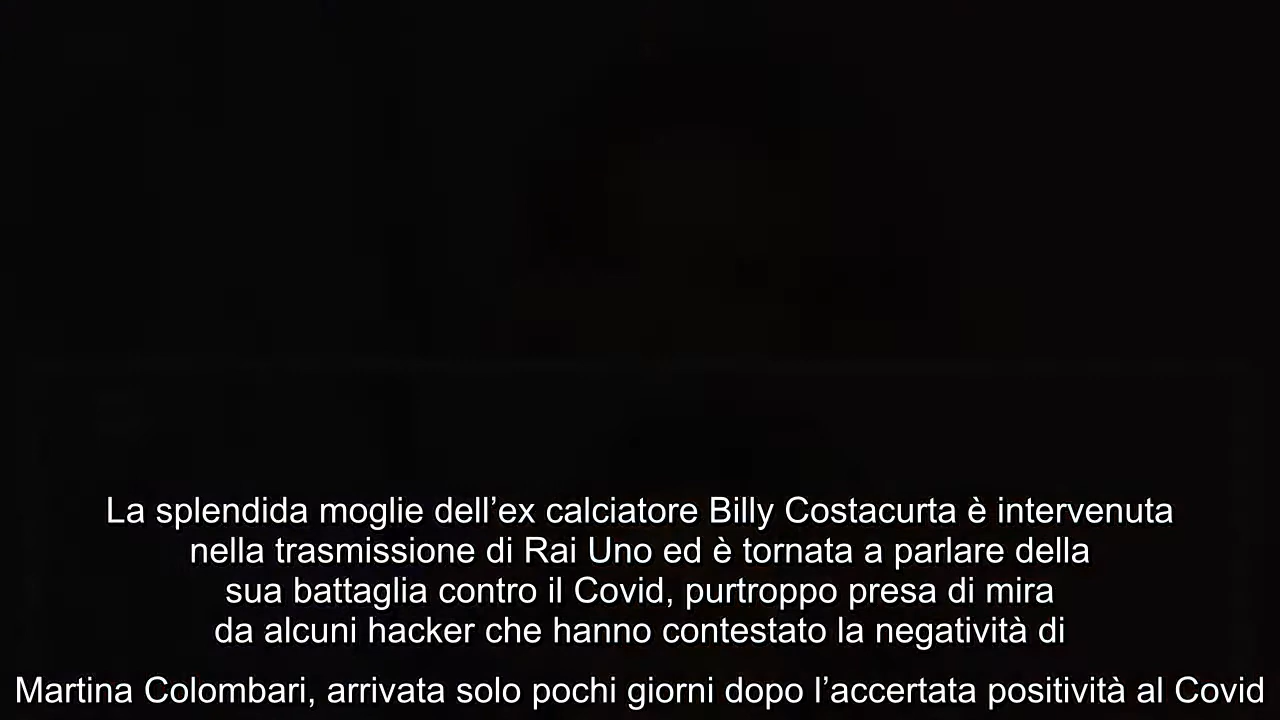 La splendida moglie dell’ex calciatore Billy Costacurta è intervenuta
nella trasmissione di Rai Uno ed è tornata a parlare della
sua battaglia contro il Covid, purtroppo presa di mira
da alcuni hacker che hanno contestato la negatività di
Martina Colombari, arrivata solo pochi giorni dopo l’accertata positività al Covid